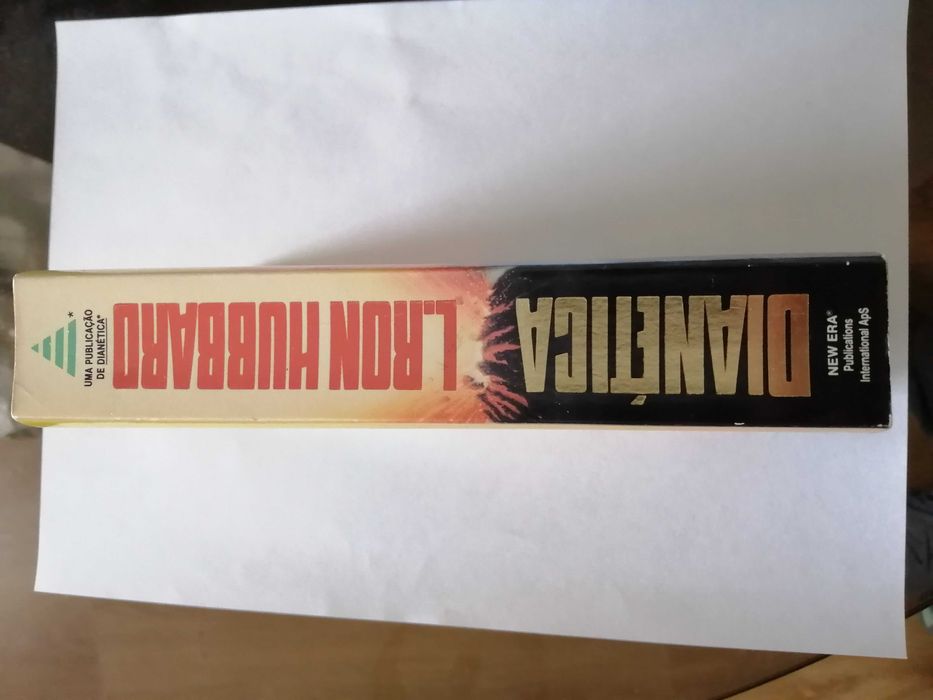 DIANÉTICA
L. RON HUBBARD
NEW ERA®
Publications
International ApS
UMA PUBLICAÇÃO
DE DIANÉTICA®
*